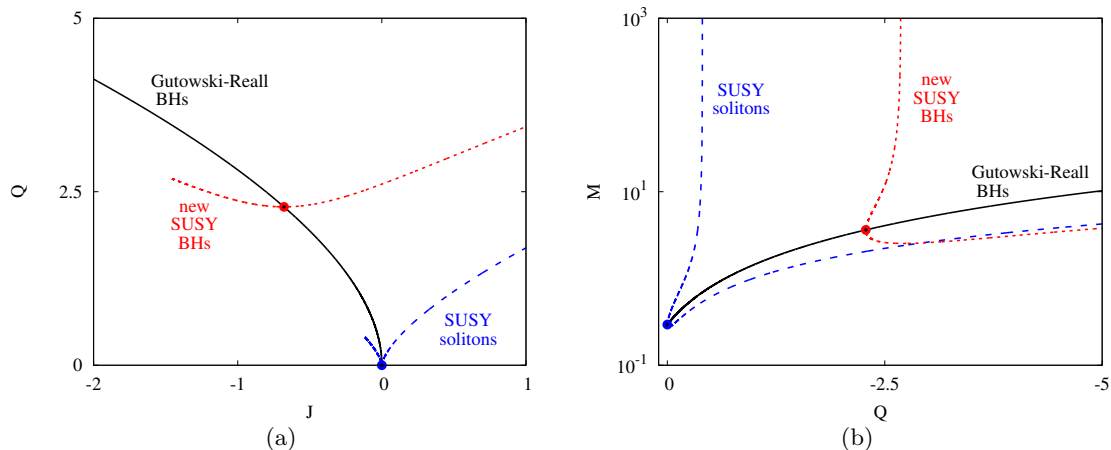 5
Q
2.5
0
Gutowski-Reall
BHs
new
SUSY
BHs
SUSY
solitons
-2
-1
0
1
J
(a)
10^3
M
10^1
10^-1
SUSY
solitons
new
SUSY
BHs
Gutowski-Reall
BHs
0
-2.5
-5
Q
(b)